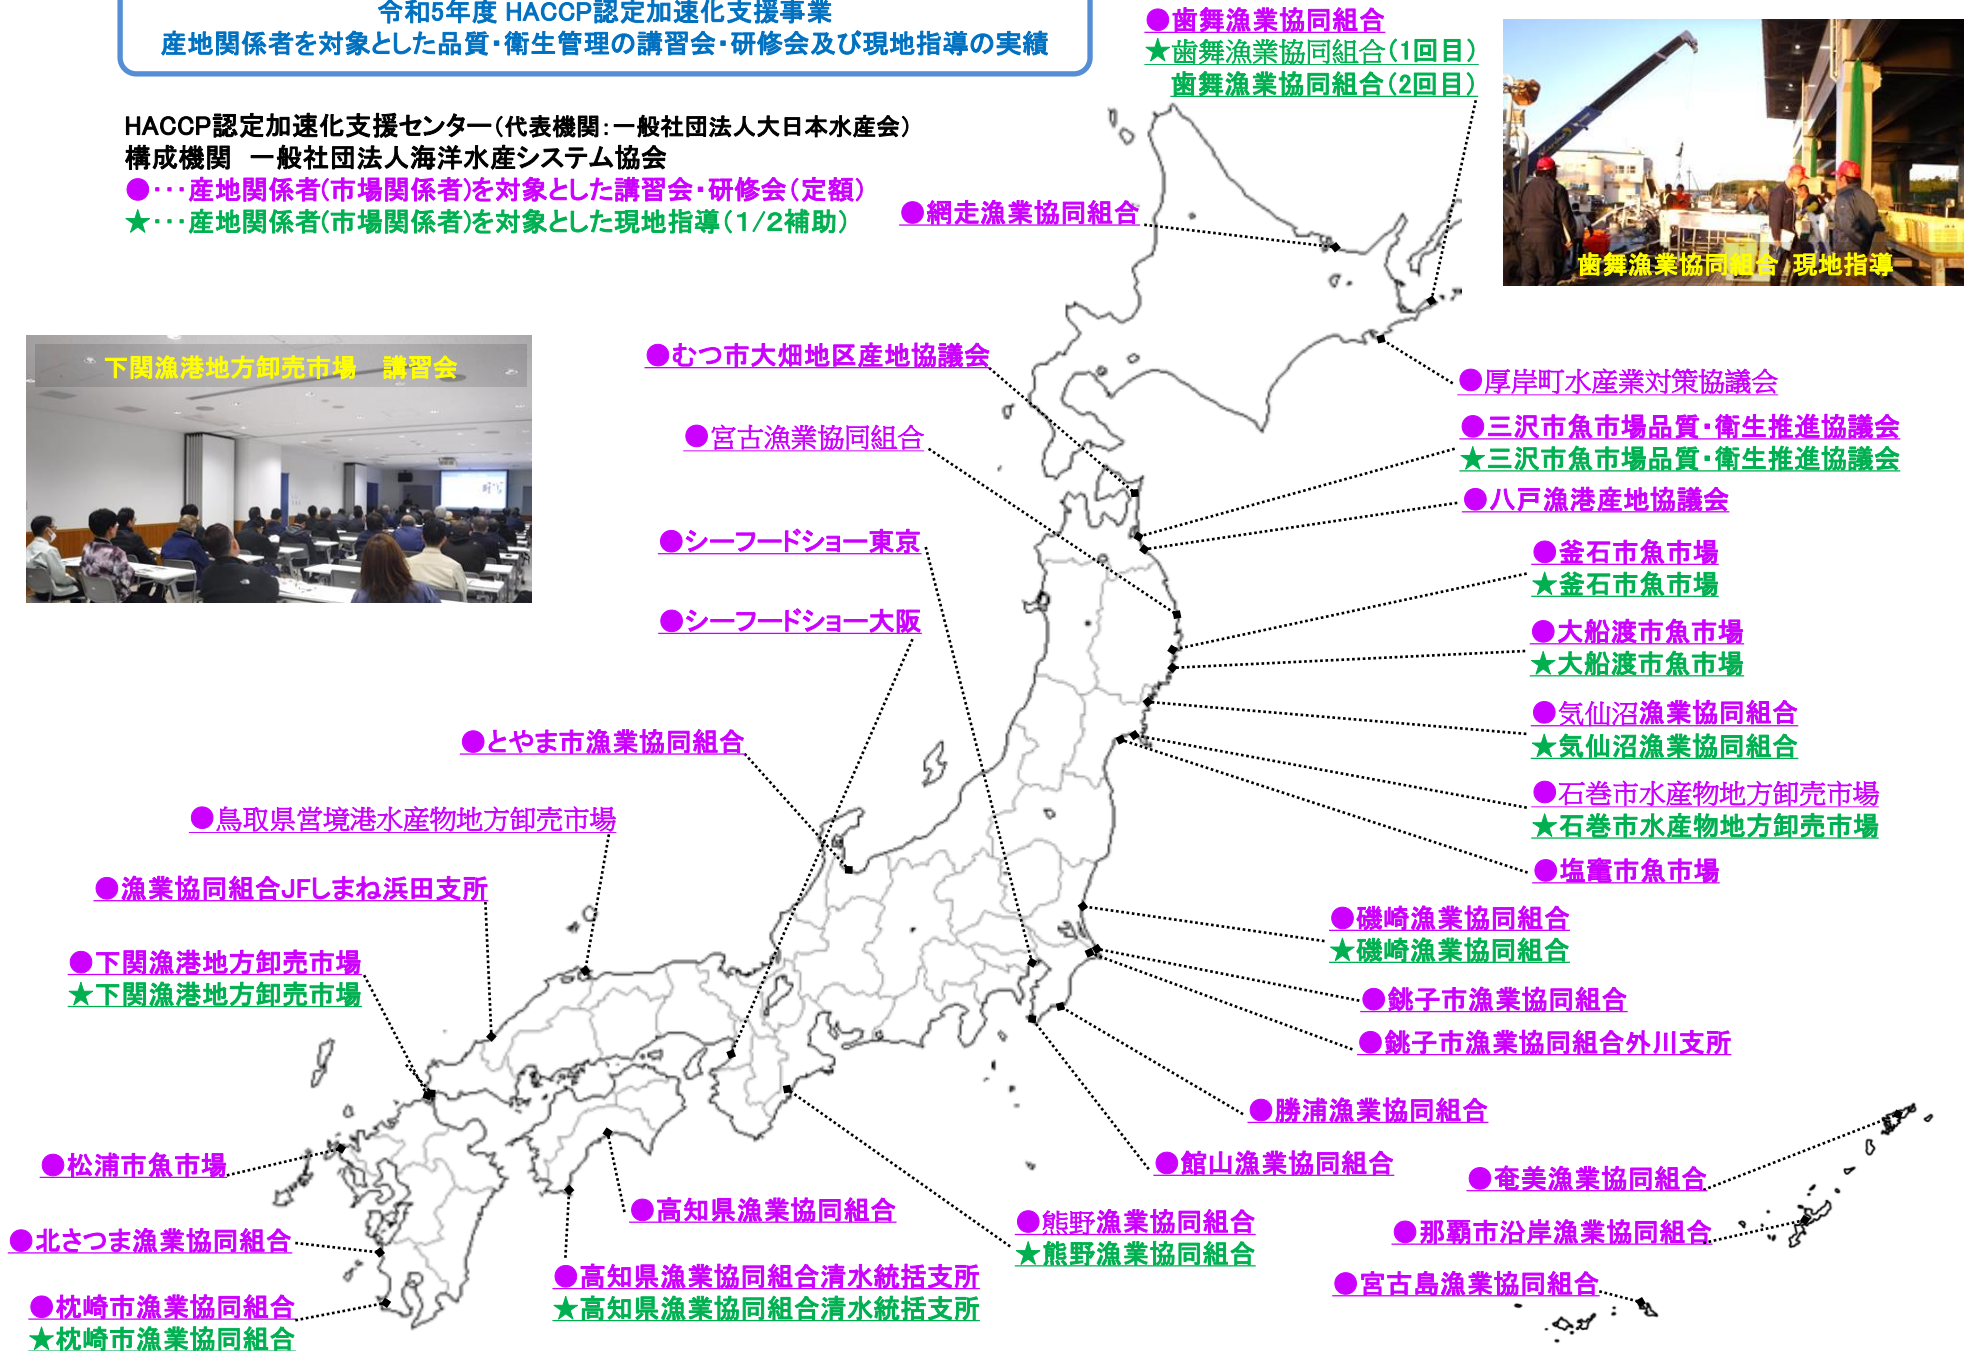 令和5年度 HACCP認定加速化支援事業
産地関係者を対象とした品質・衛生管理の講習会・研修会及び現地指導の実績
HACCP認定加速化支援センター（代表機関：一般社団法人大日本水産会）
構成機関　一般社団法人海洋水産システム協会
●･･･産地関係者(市場関係者)を対象とした講習会・研修会（定額）
★･･･産地関係者(市場関係者)を対象とした現地指導（１/２補助）
●歯舞漁業協同組合
★歯舞漁業協同組合（1回目）
歯舞漁業協同組合（2回目）
歯舞漁業協同組合　現地指導
●網走漁業協同組合
下関漁港地方卸売市場　講習会
●むつ市大畑地区産地協議会
●厚岸町水産業対策協議会
●宮古漁業協同組合
●三沢市魚市場品質・衛生推進協議会
★三沢市魚市場品質・衛生推進協議会
●八戸漁港産地協議会
●シーフードショー東京
●釜石市魚市場
★釜石市魚市場
●シーフードショー大阪
●大船渡市魚市場
★大船渡市魚市場
●気仙沼漁業協同組合
★気仙沼漁業協同組合
●とやま市漁業協同組合
●石巻市水産物地方卸売市場
★石巻市水産物地方卸売市場
●鳥取県営境港水産物地方卸売市場
●塩竈市魚市場
●漁業協同組合JFしまね浜田支所
●磯崎漁業協同組合
★磯崎漁業協同組合
●下関漁港地方卸売市場
★下関漁港地方卸売市場
●銚子市漁業協同組合
●銚子市漁業協同組合外川支所
●勝浦漁業協同組合
●松浦市魚市場
●館山漁業協同組合
●奄美漁業協同組合
●高知県漁業協同組合
●熊野漁業協同組合
★熊野漁業協同組合
●那覇市沿岸漁業協同組合
●北さつま漁業協同組合
●高知県漁業協同組合清水統括支所
★高知県漁業協同組合清水統括支所
●宮古島漁業協同組合
●枕崎市漁業協同組合
★枕崎市漁業協同組合